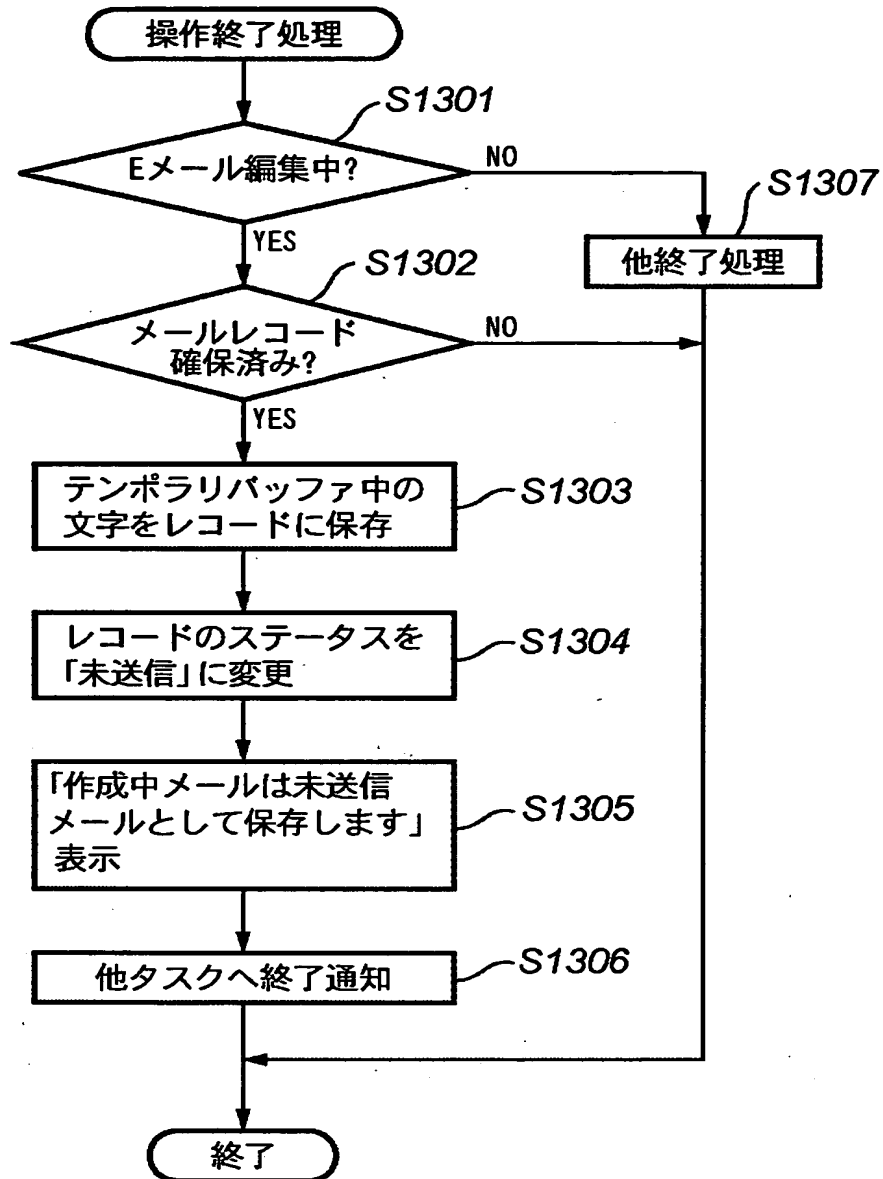 操作終了処理
S1301
Eメール編集中?
NO
S1307
YES
他終了処理
S1302
メールレコード
確保済み?
NO
YES
テンポラリバッファ中の
文字をレコードに保存
S1303
レコードのステータスを
「未送信」に変更
S1304
「作成中メールは未送信
メールとして保存します」
表示
S1305
他タスクへ終了通知
S1306
終了